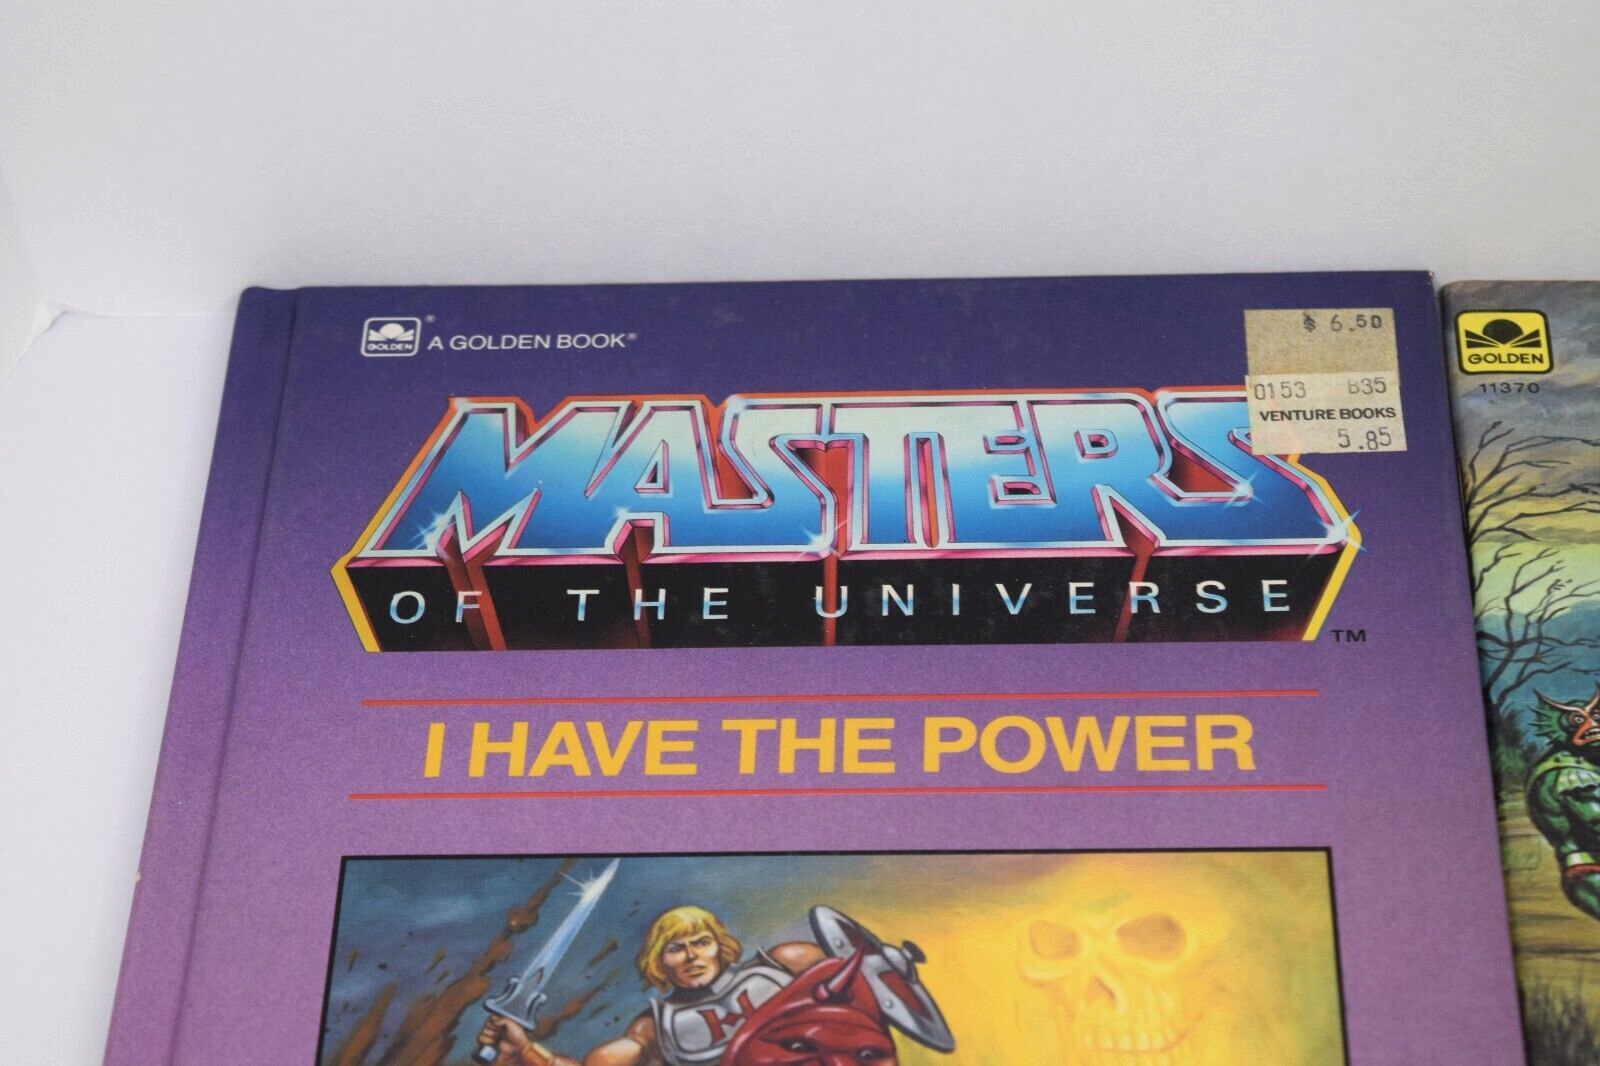 GOLDEN ®
A GOLDEN BOOK®
$ 6.50
0153 B35
VENTURE BOOKS
5.85
MASTERS
OF THE UNIVERSE
TM
I HAVE THE POWER
H
GOLDEN
11370